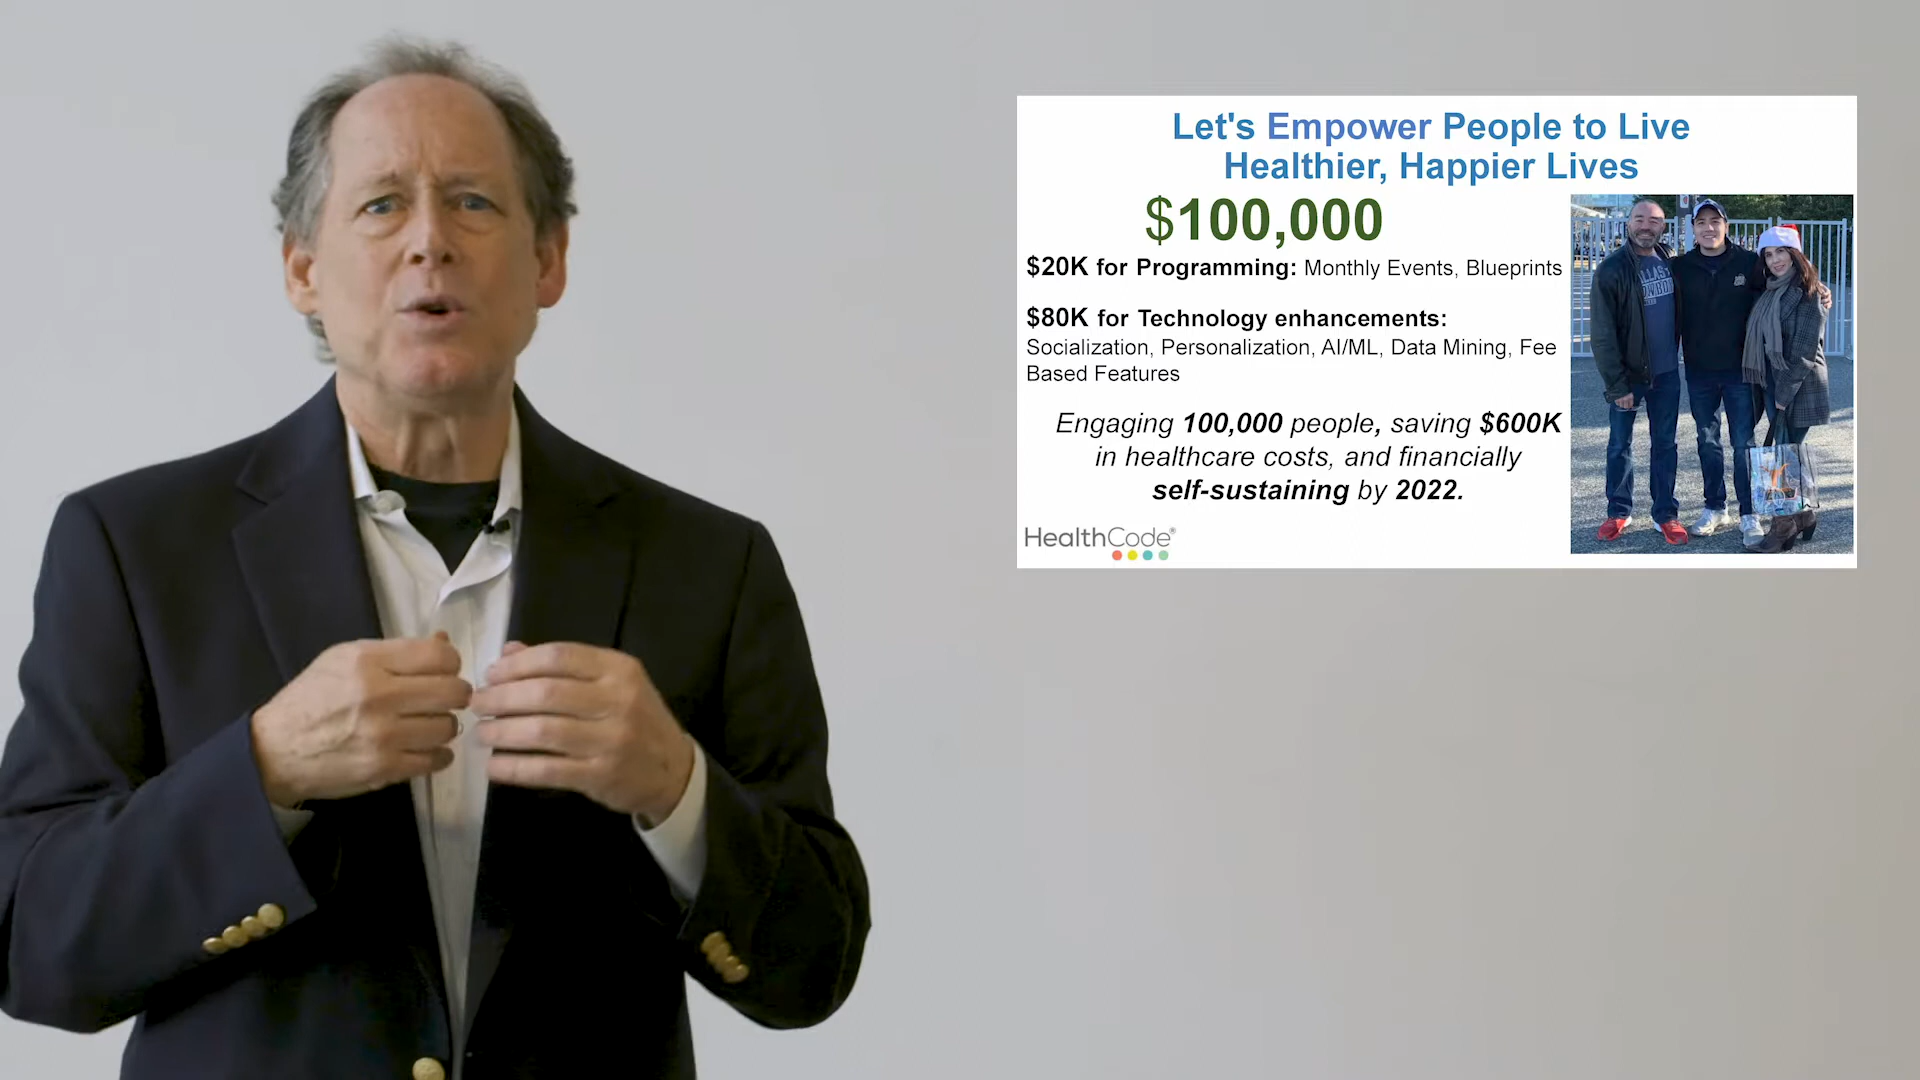 Let's Empower People to Live
Healthier, Happier Lives
$100,000
$20K for Programming: Monthly Events, Blueprints
$80K for Technology enhancements:
Socialization, Personalization, AI/ML, Data Mining, Fee
Based Features
Engaging 100,000 people, saving $600K
in healthcare costs, and financially
self-sustaining by 2022.
HealthCode®